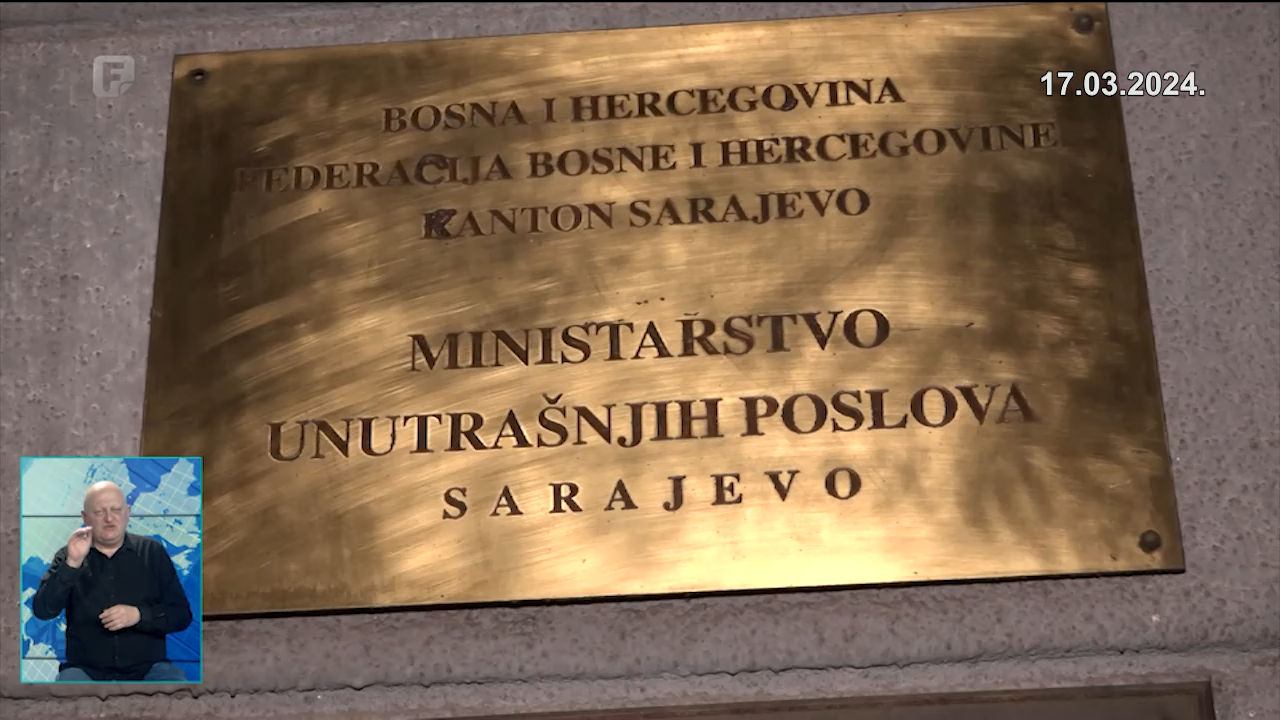 17.03.2024.
BOSNA I HERCEGOVINA
FEDERACIJA BOSNE I HERCEGOVINE
KANTON SARAJEVO
MINISTARSTVO
UNUTRAŠNJIH POSLOVA
SARAJEVO